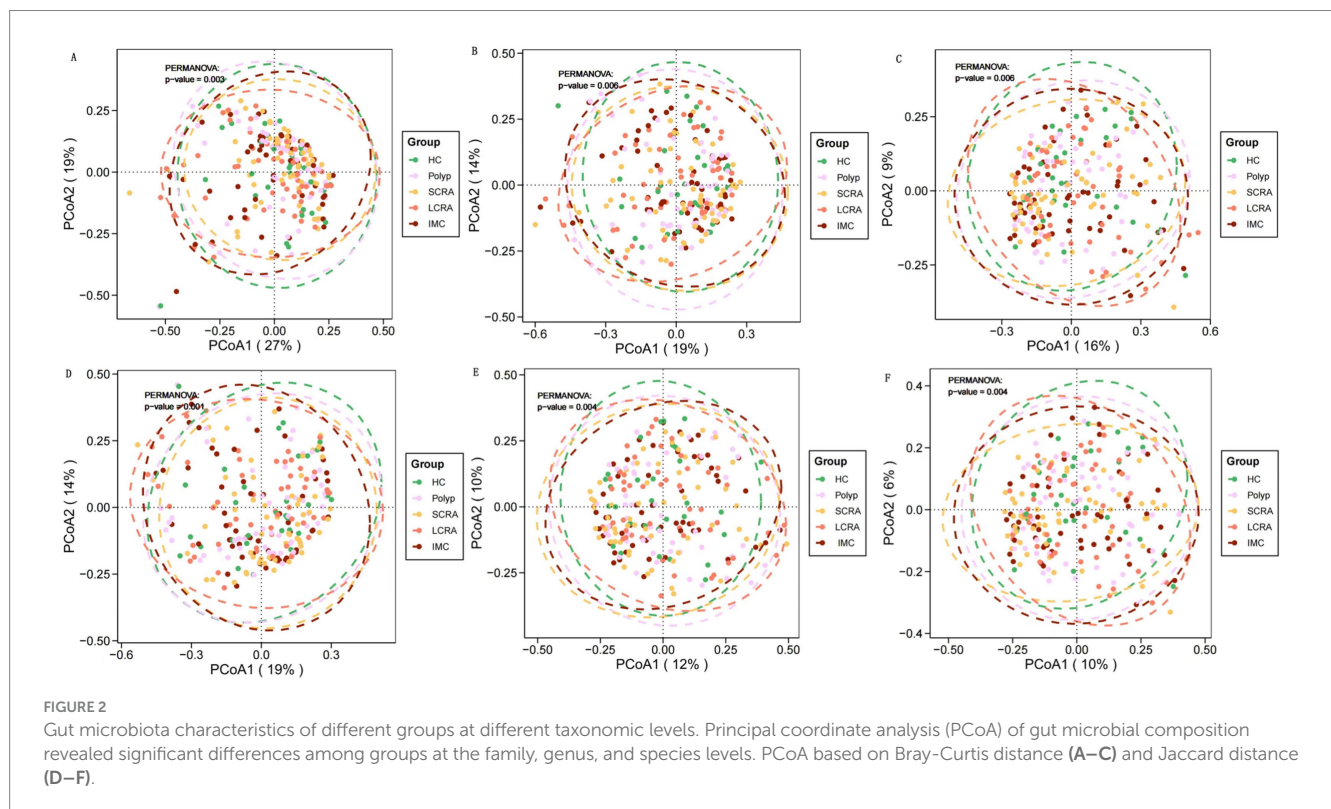 A
PERMANOVA:
p-value = 0.003
0.50
0.25
0.00
-0.25
-0.50
PCoA2 ( 19%)
-0.50 -0.25 0.00 0.25 0.50
PCoA1 ( 27%)
Group
HC
Polyp
SCRA
LCRA
IMC
B
PERMANOVA:
p-value = 0.006
0.50
0.25
0.00
-0.25
-0.50
PCoA2 ( 14%)
-0.6 -0.3 0.0 0.3
PCoA1 ( 19%)
Group
HC
Polyp
SCRA
LCRA
IMC
C
PERMANOVA:
p-value = 0.006
0.25
0.00
-0.25
PCoA2 ( 9%)
-0.3 0.0 0.3 0.6
PCoA1 ( 16%)
Group
HC
Polyp
SCRA
LCRA
IMC
D
PERMANOVA:
p-value = 0.001
0.50
0.25
0.00
-0.25
-0.50
PCoA2 ( 14%)
-0.6 -0.3 0.0 0.3
PCoA1 ( 19%)
Group
HC
Polyp
SCRA
LCRA
IMC
E
PERMANOVA:
p-value = 0.004
0.50
0.25
0.00
-0.25
PCoA2 ( 10%)
-0.50 -0.25 0.00 0.25 0.50
PCoA1 ( 12%)
Group
HC
Polyp
SCRA
LCRA
IMC
F
PERMANOVA:
p-value = 0.004
0.4
0.2
0.0
-0.2
-0.4
PCoA2 ( 6%)
-0.50 -0.25 0.00 0.25 0.50
PCoA1 ( 10%)
Group
HC
Polyp
SCRA
LCRA
IMC
FIGURE 2
Gut microbiota characteristics of different groups at different taxonomic levels. Principal coordinate analysis (PCoA) of gut microbial composition
revealed significant differences among groups at the family, genus, and species levels. PCoA based on Bray-Curtis distance (A–C) and Jaccard distance
(D–F).